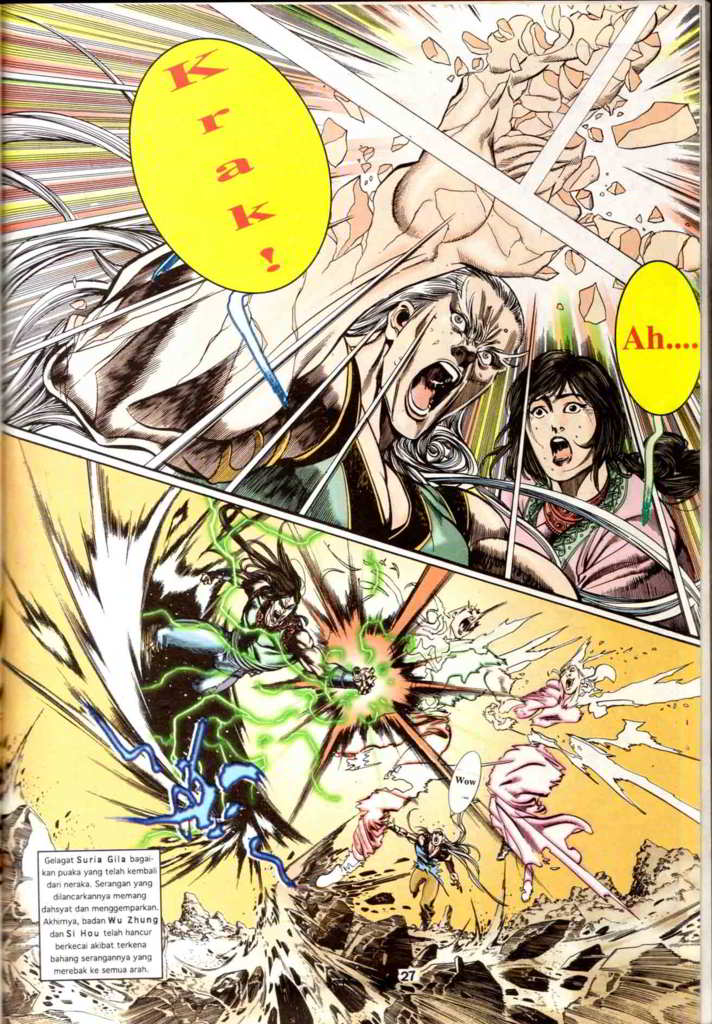 Krak!
Ah....
Wow
Gelagat Suria Gila bagai-
kan puaka yang telah kembali
dari neraka. Serangan yang
dilancarkannya memang
dahsyat dan menggemparkan.
Akhirnya, badan Wu Zhung
dan Si Hou telah hancur
berkecai akibat terkena
bahang serangannya yang
merebak ke semua arah.
27